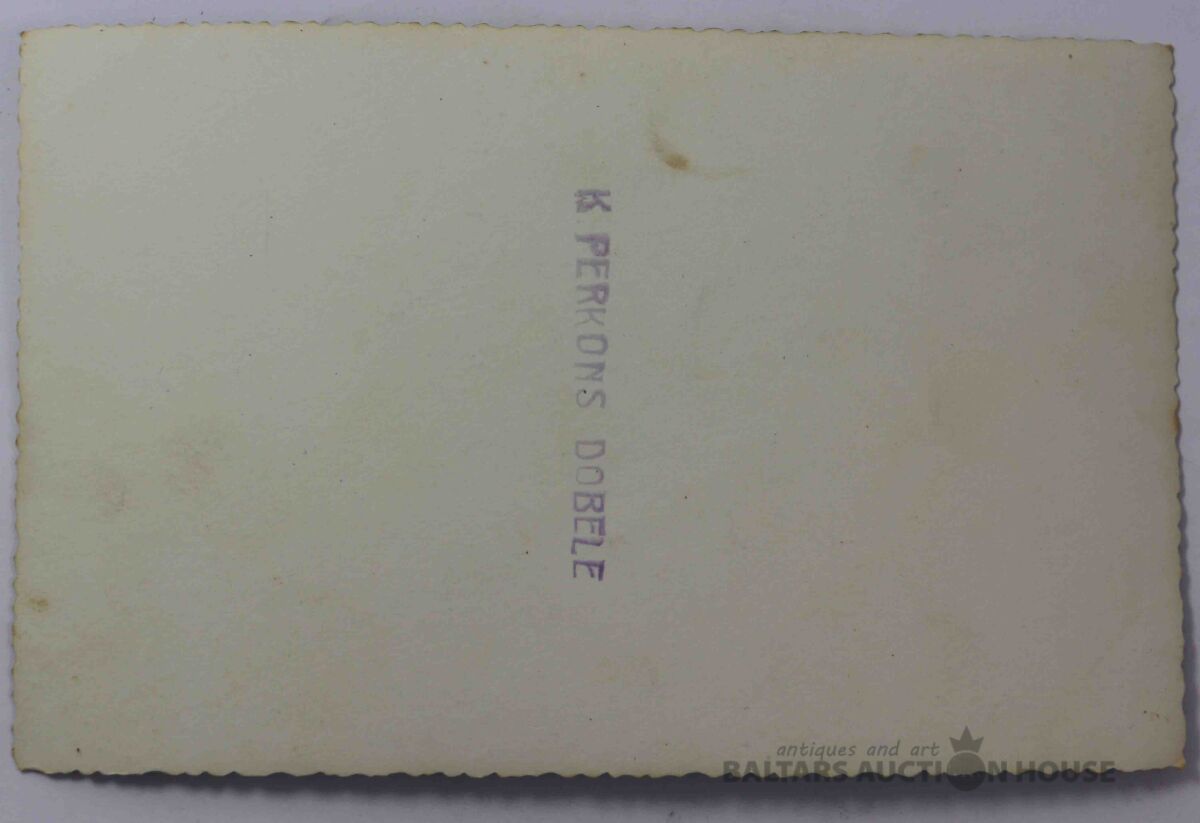 K PERKONS DOBELE
antiques and art
BALTARS AUCTION HOUSE